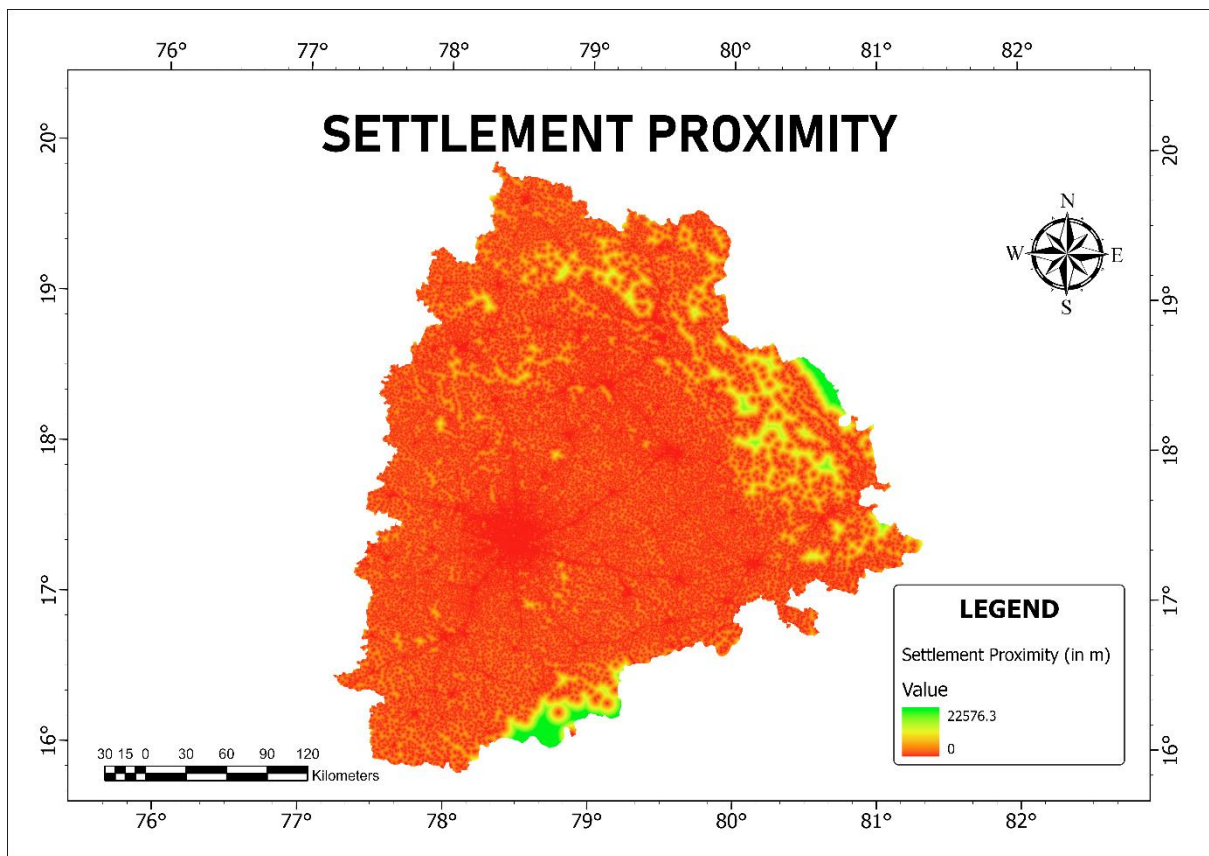 76° 77° 78° 79° 80° 81° 82°
SETTLEMENT PROXIMITY
20° 20°
N
W E
S
19° 19°
18° 18°
17° 17°
LEGEND
Settlement Proximity (in m)
Value
22576.3
0
16° 16°
30 15 0 30 60 90 120
Kilometers
76° 77° 78° 79° 80° 81° 82°